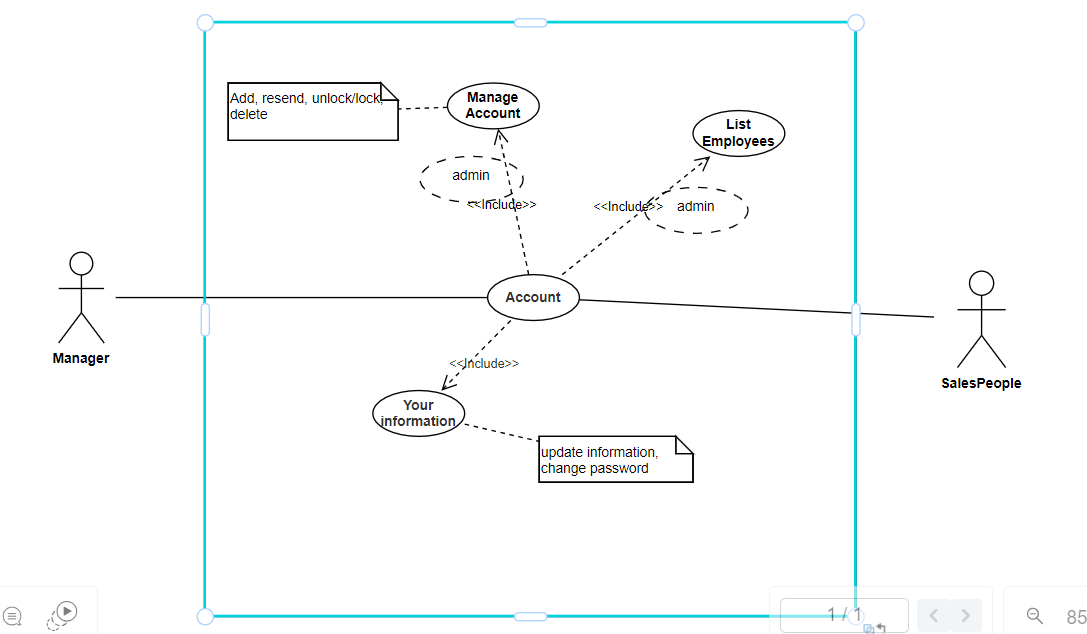 Add, resend, unlock/lock,
delete
Manage
Account
List
Employees
admin
<<Include>>
<<Include>>
admin
Account
Manager
SalesPeople
<<Include>>
Your
information
update information,
change password
1 / 1
85